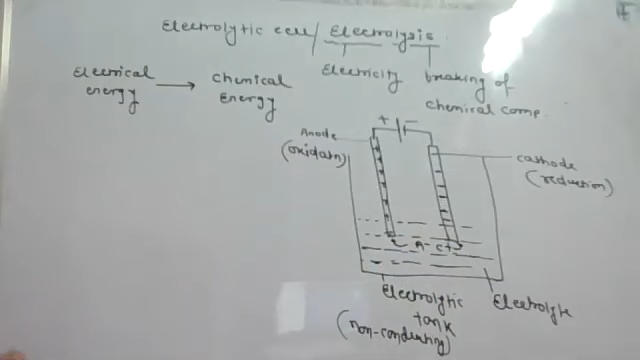 Electrolytic cell/Electrolysis
Electrical energy → Chemical Energy
Electricity
breaking of chemical comp.
+ -
Anode (oxidatn)
cathode (reduction)
A- C+
Electrolytic tank (non-conducting)
Electrolyte